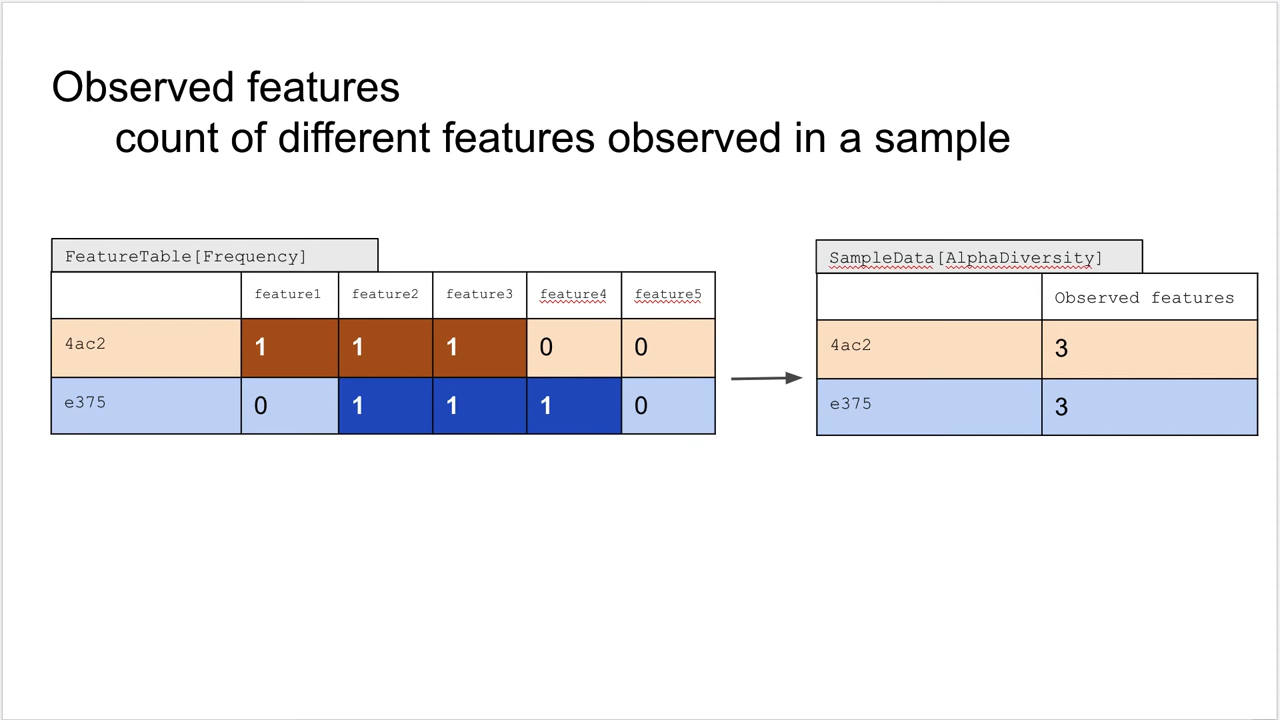 Observed features
count of different features observed in a sample
FeatureTable[Frequency]
feature1 feature2 feature3 feature4 feature5
4ac2 1 1 1 0 0
e375 0 1 1 1 0
SampleData[AlphaDiversity]
Observed features
4ac2 3
e375 3